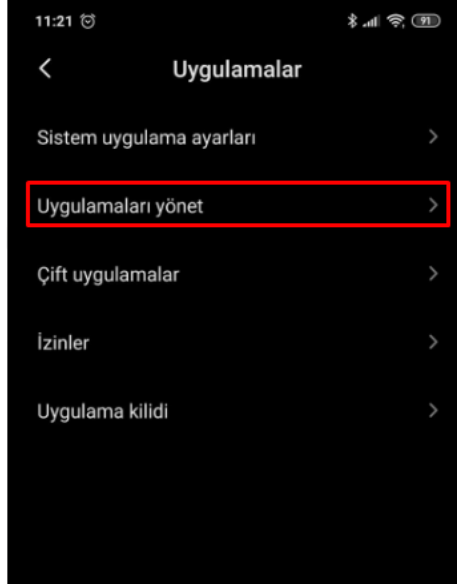 11:21
91
Uygulamalar
Sistem uygulama ayarları
Uygulamaları yönet
Çift uygulamalar
İzinler
Uygulama kilidi